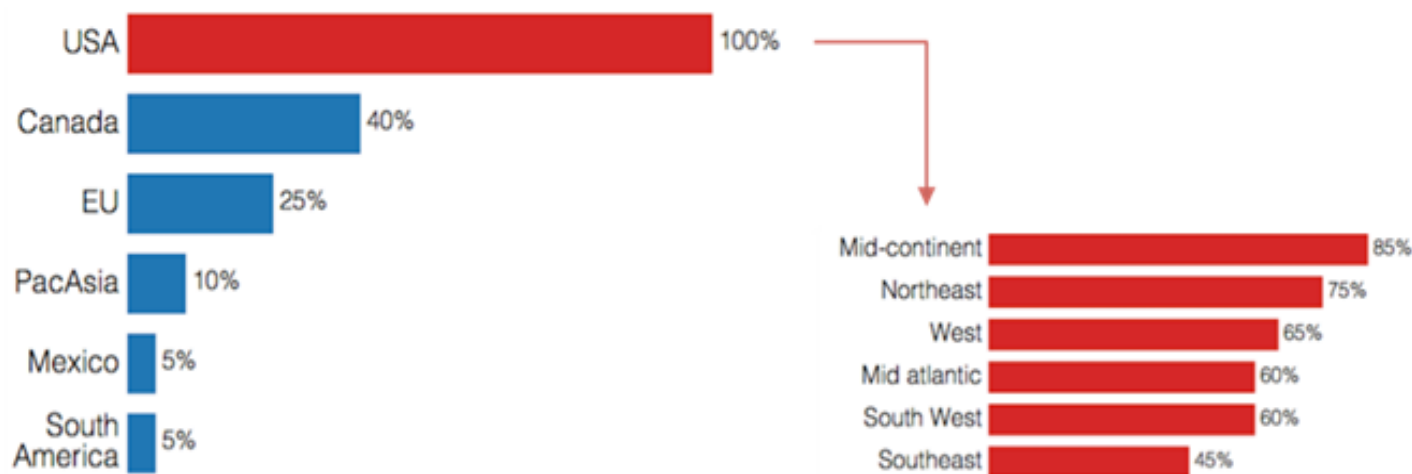 USA 100%
Canada 40%
EU 25%
PacAsia 10%
Mexico 5%
South
America 5%
Mid-continent 85%
Northeast 75%
West 65%
Mid atlantic 60%
South West 60%
Southeast 45%